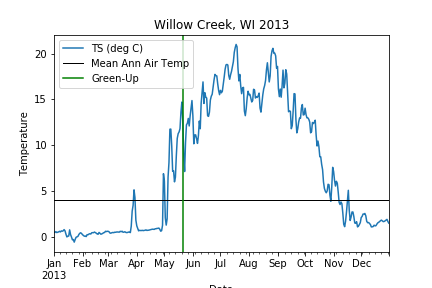 Willow Creek, WI 2013
TS (deg C)
Mean Ann Air Temp
Green-Up
Temperature
20
15
10
5
0
Jan Feb Mar Apr May Jun Jul Aug Sep Oct Nov Dec
2013